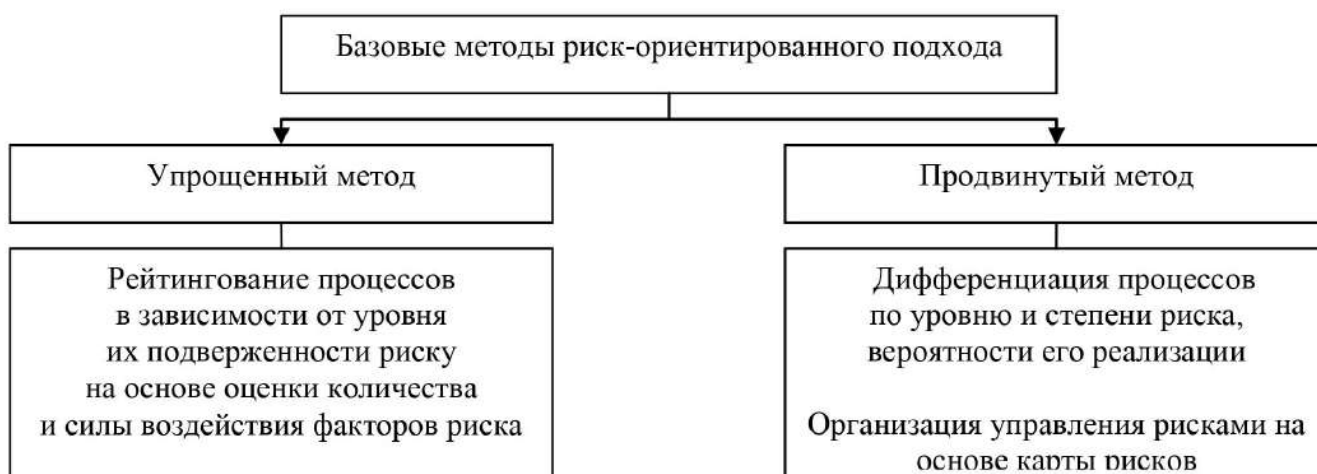 Базовые методы риск-ориентированного подхода
Упрощенный метод
Продвинутый метод
Рейтингование процессов
в зависимости от уровня
их подверженности риску
на основе оценки количества
и силы воздействия факторов риска
Дифференциация процессов
по уровню и степени риска,
вероятности его реализации
Организация управления рисками на
основе карты рисков